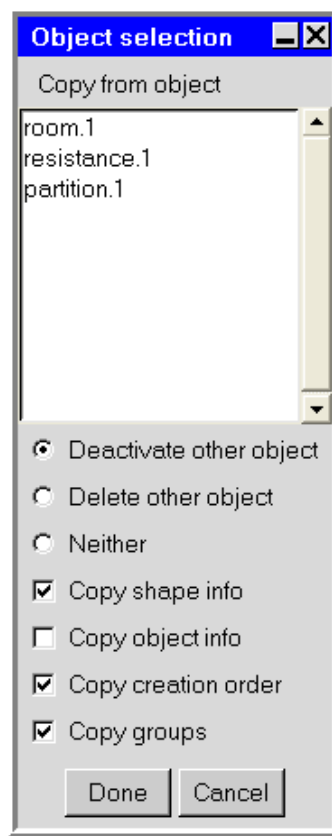 Object selection
Copy from object
room.1
resistance.1
partition.1
Deactivate other object
Delete other object
Neither
Copy shape info
Copy object info
Copy creation order
Copy groups
Done Cancel